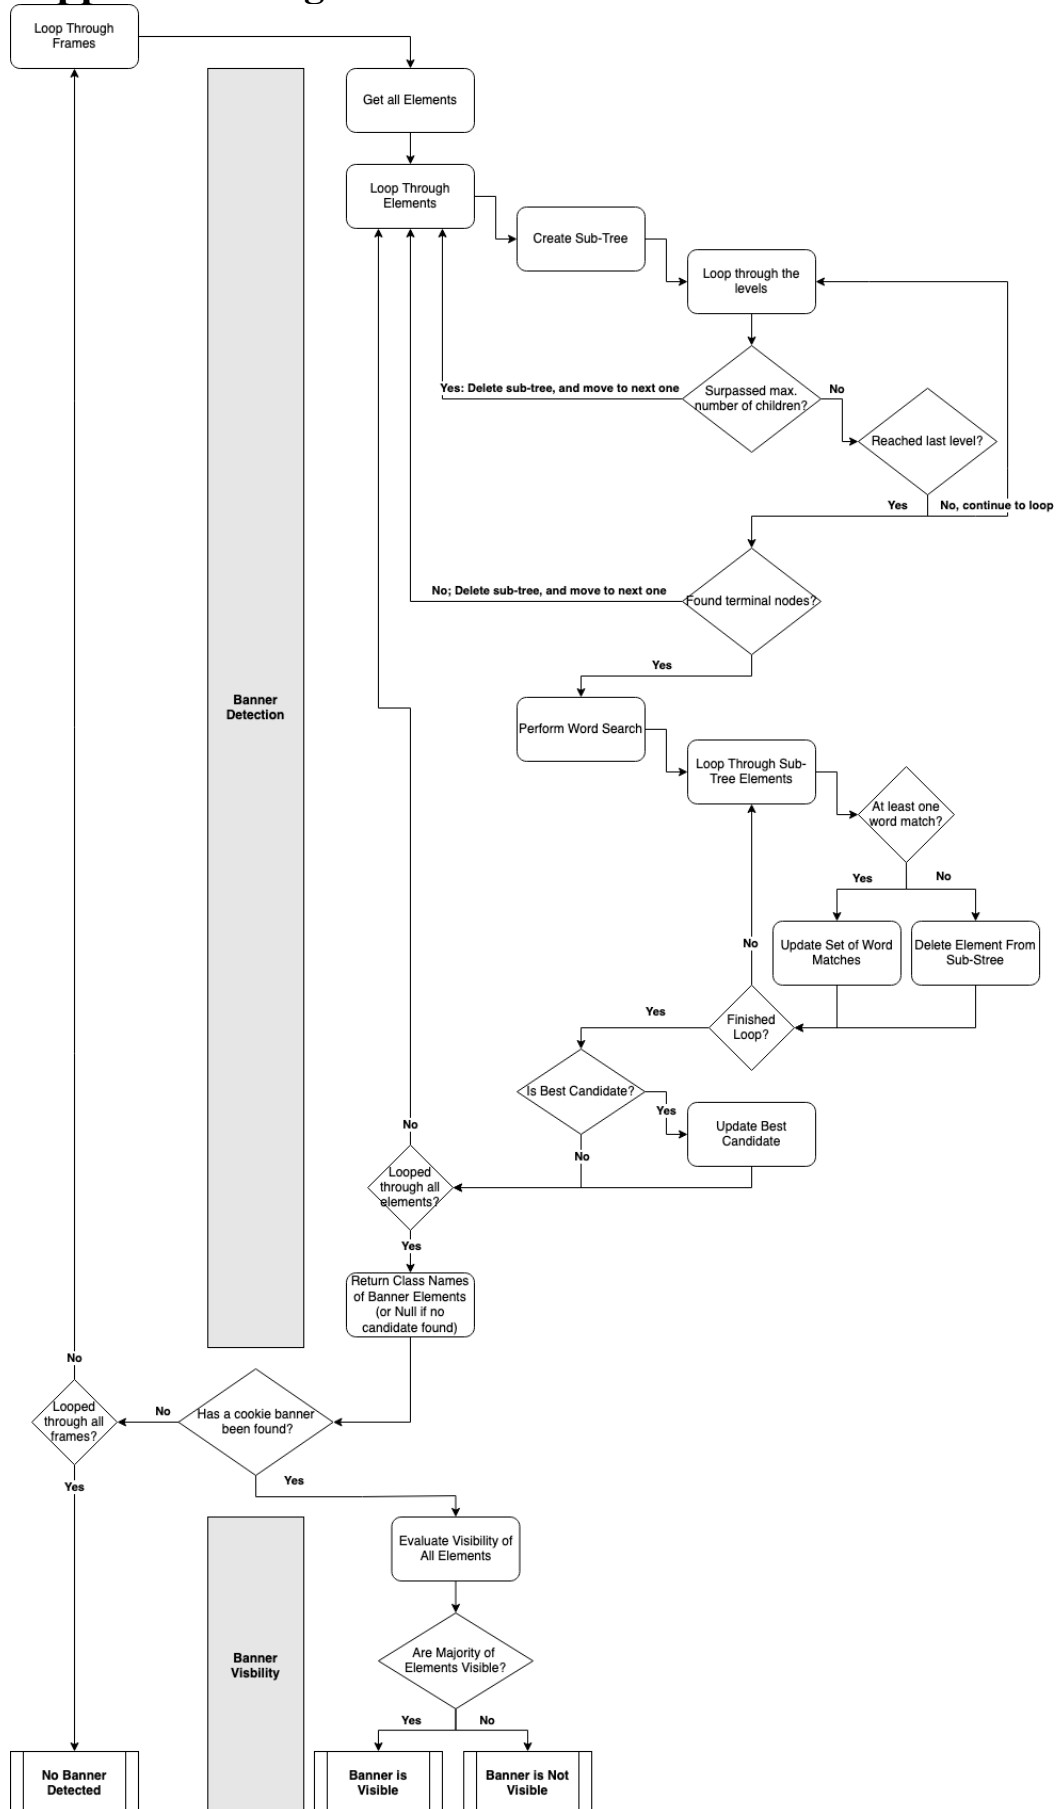 Loop Through
Frames
Get all Elements
Loop Through
Elements
Create Sub-Tree
Loop through the
levels
Yes: Delete sub-tree, and move to next one
Surpassed max.
number of children?
No
Reached last level?
Yes
No, continue to loop
No; Delete sub-tree, and move to next one
Found terminal nodes?
Yes
Banner
Detection
Perform Word Search
Loop Through Sub-
Tree Elements
At least one
word match?
Yes
No
Update Set of Word
Matches
Delete Element From
Sub-Stree
No
Finished
Loop?
Yes
Is Best Candidate?
Yes
Update Best
Candidate
No
No
Looped
through all
elements?
Yes
Return Class Names
of Banner Elements
(or Null if no
candidate found)
No
Looped
through all
frames?
No
Has a cookie banner
been found?
Yes
Yes
Evaluate Visibility of
All Elements
Banner
Visbility
Are Majority of
Elements Visible?
Yes
No
No Banner
Detected
Banner is
Visible
Banner is Not
Visible